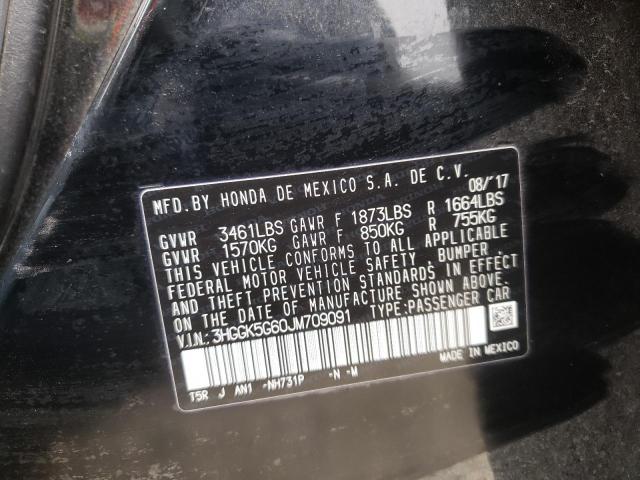 MFD.BY HONDA DE MEXICO S.A. DE C.V. 08/'17
GVWR 3461LBS GAWR F 1873LBS R 1664LBS
GVWR 1570KG GAWR F 850KG R 755KG
THIS VEHICLE CONFORMS TO ALL APPLICABLE
FEDERAL MOTOR VEHICLE SAFETY, BUMPER,
AND THEFT PREVENTION STANDARDS IN EFFECT
ON THE DATE OF MANUFACTURE SHOWN ABOVE.
V.I.N.:3HGGK5G60JM709091 TYPE:PASSENGER CAR
MADE IN MEXICO
T5R J AN1 -NH731P -N -M